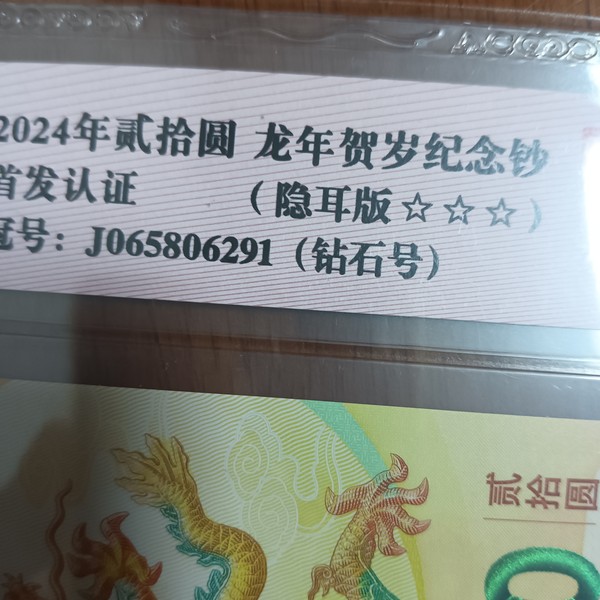 2024年贰拾圆 龙年贺岁纪念钞
首发认证 (隐耳版☆☆☆)
冠号: J065806291 (钻石号)
贰拾圆